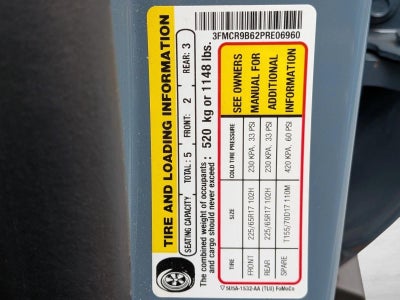 3FMCR9B62PRE06960
TIRE AND LOADING INFORMATION
SEATING CAPACITY TOTAL: 5 FRONT: 2 REAR: 3
The combined weight of occupants
and cargo should never exceed : 520 kg or 1148 lbs.
TIRE SIZE COLD TIRE PRESSURE
FRONT 225/65R17 102H 230 KPA, 33 PSI
REAR 225/65R17 102H 230 KPA, 33 PSI
SPARE T155/70D17 110M 420 KPA, 60 PSI
SEE OWNERS
MANUAL FOR
ADDITIONAL
INFORMATION
5USA-1532-AA (TLU) FoMoCo